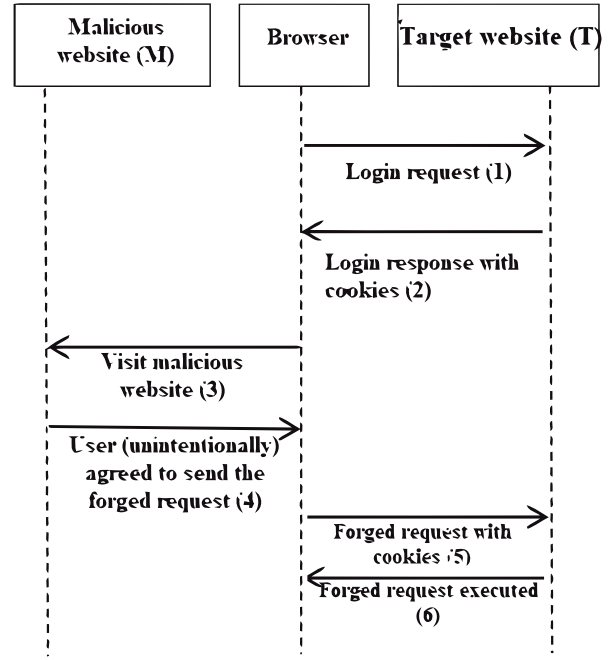 Malicious
website (M)
Browser
Target website (T)
Login request (1)
Login response with
cookies (2)
Visit malicious
website (3)
User (unintentionally)
agreed to send the
forged request (4)
Forged request with
cookies (5)
Forged request executed
(6)